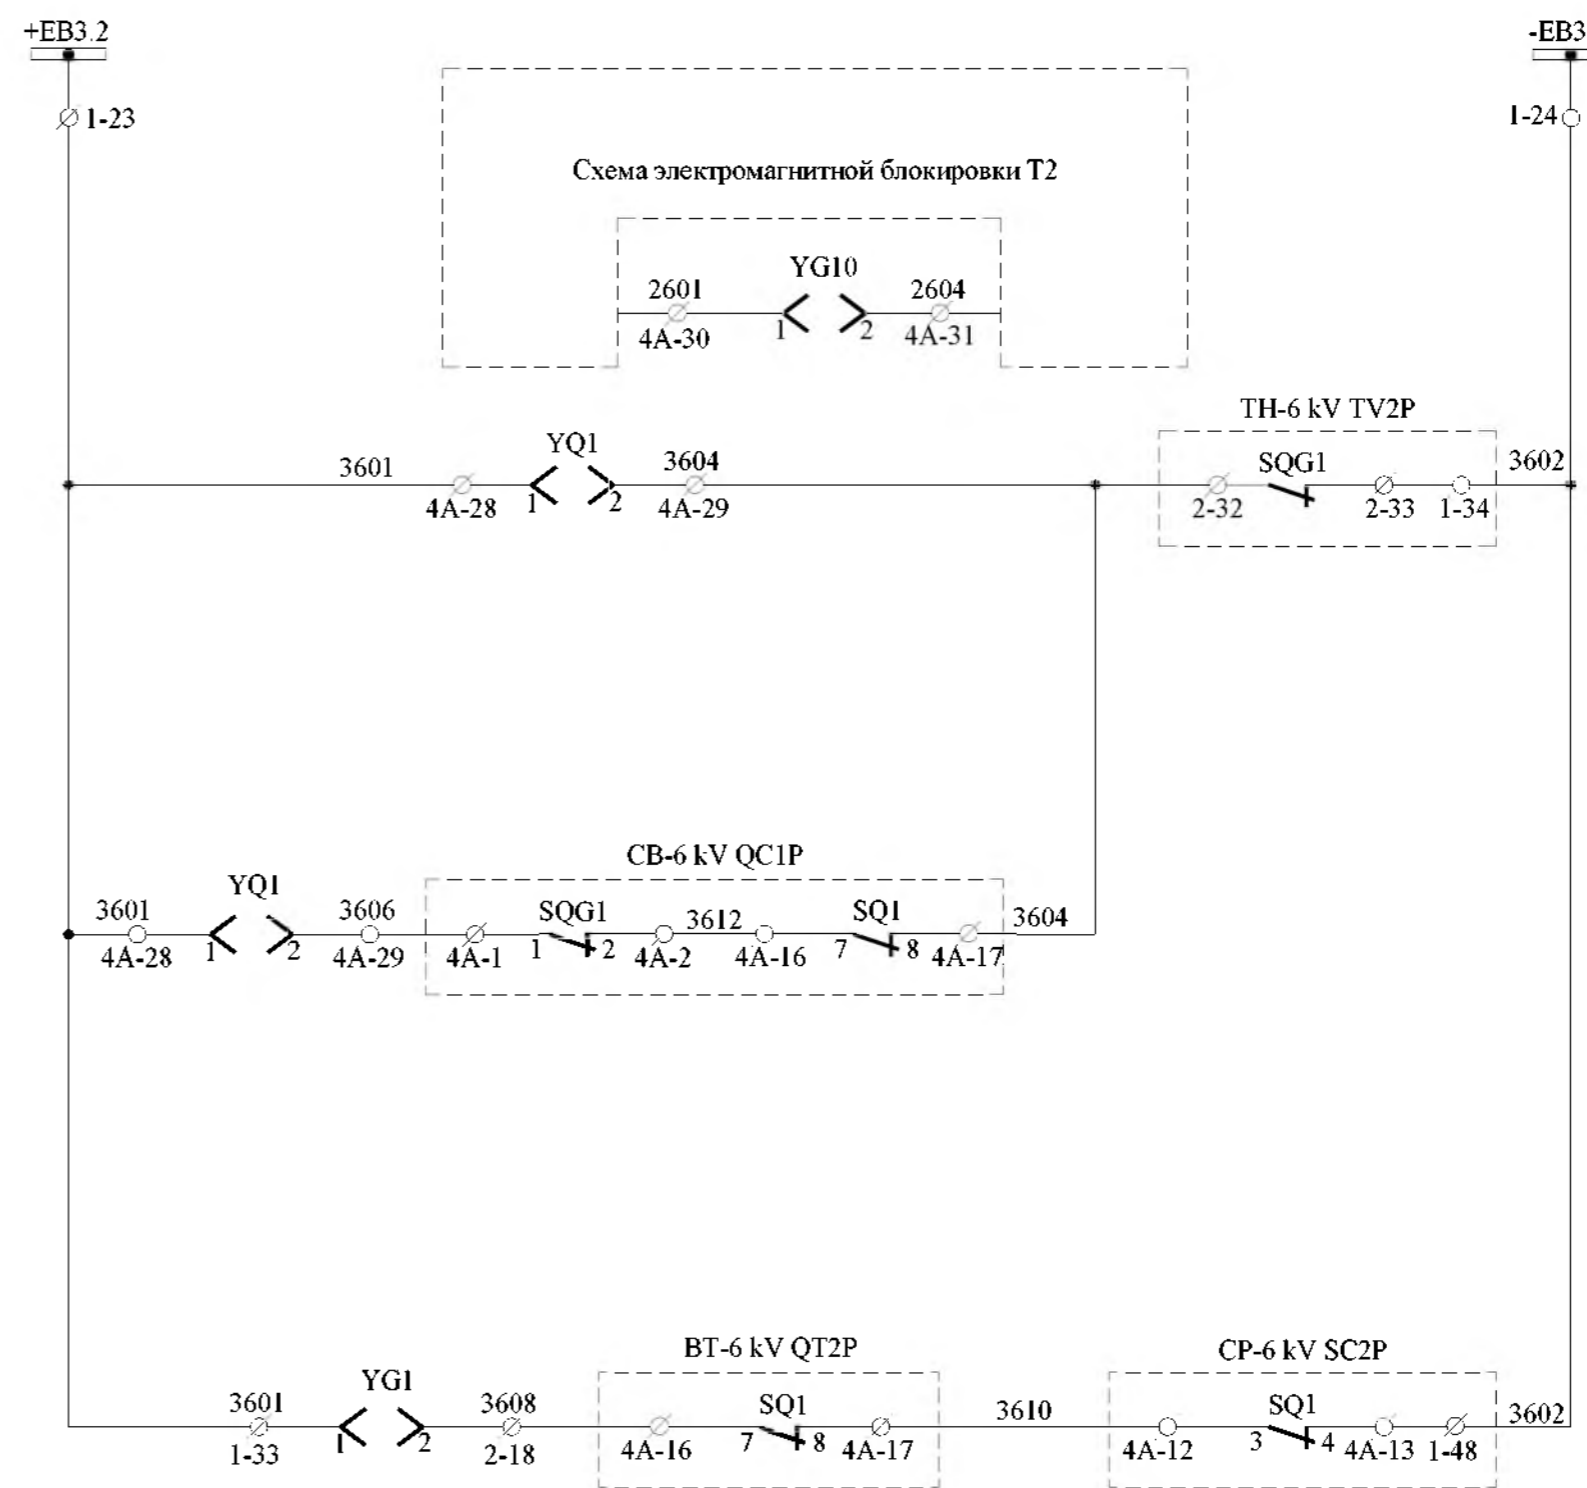 +EB3.2
-EB3
1-23
1-24
Схема электромагнитной блокировки Т2
YG10
2601
2604
1
2
4A-30
4A-31
ТН-6 kV TV2P
YQ1
3601
3604
SQG1
3602
4A-28
1
2
4A-29
2-32
2-33
1-34
СВ-6 kV QC1P
YQ1
3601
3606
SQG1
3612
SQ1
3604
4A-28
1
2
4A-29
4A-1
1
2
4A-2
4A-16
7
8
4A-17
ВТ-6 kV QT2P
СР-6 kV SC2P
YG1
3601
3608
SQ1
3610
SQ1
3602
1-33
1
2
2-18
4A-16
7
8
4A-17
4A-12
3
4
4A-13
1-48